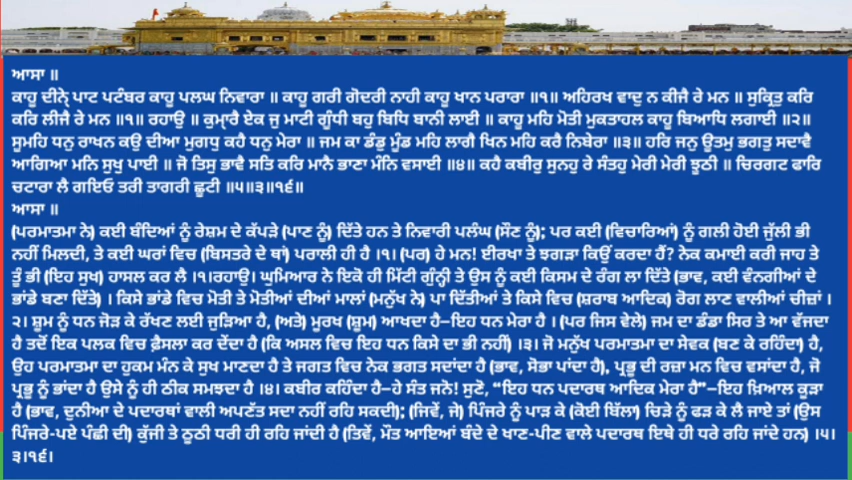 ਆਸਾ ॥
ਕਾਹੂ ਦੀਨੇ੍ ਪਾਟ ਪਟੰਬਰ ਕਾਹੂ ਪਲਘ ਨਿਵਾਰਾ ॥ ਕਾਹੂ ਗਰੀ ਗੋਦਰੀ ਨਾਹੀ ਕਾਹੂ ਖਾਨ ਪਰਾਰਾ ॥੧॥ ਅਹਿਰਖ ਵਾਦੁ ਨ ਕੀਜੈ ਰੇ ਮਨ ॥ ਸੁਕ੍ਰਿਤੁ ਕਰਿ
ਕਰਿ ਲੀਜੈ ਰੇ ਮਨ ॥੧॥ ਰਹਾਉ ॥ ਕੁਮ੍ਹਾਰੈ ਏਕ ਜੁ ਮਾਟੀ ਗੂੰਧੀ ਬਹੁ ਬਿਧਿ ਬਾਨੀ ਲਾਈ ॥ ਕਾਹੂ ਮਹਿ ਮੋਤੀ ਮੁਕਤਾਹਲ ਕਾਹੂ ਬਿਆਧਿ ਲਗਾਈ ॥੨॥
ਸੂਮਹਿ ਧਨੁ ਰਾਖਨ ਕਉ ਦੀਆ ਮੁਗਧੁ ਕਹੈ ਧਨੁ ਮੇਰਾ ॥ ਜਮ ਕਾ ਡੰਡੁ ਮੂੰਡ ਮਹਿ ਲਾਗੈ ਖਿਨ ਮਹਿ ਕਰੈ ਨਿਬੇਰਾ ॥੩॥ ਹਰਿ ਜਨੁ ਊਤਮੁ ਭਗਤੁ ਸਦਾਵੈ
ਆਗਿਆ ਮਨਿ ਸੁਖੁ ਪਾਈ ॥ ਜੋ ਤਿਸੁ ਭਾਵੈ ਸਤਿ ਕਰਿ ਮਾਨੈ ਭਾਣਾ ਮੰਨਿ ਵਸਾਈ ॥੪॥ ਕਹੈ ਕਬੀਰੁ ਸੁਨਹੁ ਰੇ ਸੰਤਹੁ ਮੇਰੀ ਮੇਰੀ ਝੂਠੀ ॥ ਚਿਰਗਟ ਫਾਰਿ
ਚਟਾਰਾ ਲੈ ਗਇਓ ਤਰੀ ਤਾਗਰੀ ਛੂਟੀ ॥੫॥੩॥੧੬॥
ਆਸਾ ॥
(ਪਰਮਾਤਮਾ ਨੇ) ਕਈ ਬੰਦਿਆਂ ਨੂੰ ਰੇਸ਼ਮ ਦੇ ਕੱਪੜੇ (ਪਾਣ ਨੂੰ) ਦਿੱਤੇ ਹਨ ਤੇ ਨਿਵਾਰੀ ਪਲੰਘ (ਸੌਣ ਨੂੰ); ਪਰ ਕਈ (ਵਿਚਾਰਿਆਂ) ਨੂੰ ਗਲੀ ਹੋਈ ਜੁੱਲੀ ਭੀ
ਨਹੀਂ ਮਿਲਦੀ, ਤੇ ਕਈ ਘਰਾਂ ਵਿਚ (ਬਿਸਤਰੇ ਦੇ ਥਾਂ) ਪਰਾਲੀ ਹੀ ਹੈ ।੧। (ਪਰ) ਹੇ ਮਨ! ਈਰਖਾ ਤੇ ਝਗੜਾ ਕਿਉਂ ਕਰਦਾ ਹੈਂ? ਨੇਕ ਕਮਾਈ ਕਰੀ ਜਾਹ ਤੇ
ਤੂੰ ਭੀ (ਇਹ ਸੁਖ) ਹਾਸਲ ਕਰ ਲੈ ।੧।ਰਹਾਉ। ਘੁਮਿਆਰ ਨੇ ਇਕੋ ਹੀ ਮਿੱਟੀ ਗੁੰਨ੍ਹੀ ਤੇ ਉਸ ਨੂੰ ਕਈ ਕਿਸਮ ਦੇ ਰੰਗ ਲਾ ਦਿੱਤੇ (ਭਾਵ, ਕਈ ਵੰਨਗੀਆਂ ਦੇ
ਭਾਂਡੇ ਬਣਾ ਦਿੱਤੇ) । ਕਿਸੇ ਭਾਂਡੇ ਵਿਚ ਮੋਤੀ ਤੇ ਮੋਤੀਆਂ ਦੀਆਂ ਮਾਲਾਂ (ਮਨੁੱਖ ਨੇ) ਪਾ ਦਿੱਤੀਆਂ ਤੇ ਕਿਸੇ ਵਿਚ (ਸ਼ਰਾਬ ਆਦਿਕ) ਰੋਗ ਲਾਣ ਵਾਲੀਆਂ ਚੀਜ਼ਾਂ ।
੨। ਸ਼ੂਮ ਨੂੰ ਧਨ ਜੋੜ ਕੇ ਰੱਖਣ ਲਈ ਜੁੜਿਆ ਹੈ, (ਅਤੇ) ਮੂਰਖ (ਸ਼ੂਮ) ਆਖਦਾ ਹੈ—ਇਹ ਧਨ ਮੇਰਾ ਹੈ । (ਪਰ ਜਿਸ ਵੇਲੇ) ਜਮ ਦਾ ਡੰਡਾ ਸਿਰ ਤੇ ਆ ਵੱਜਦਾ
ਹੈ ਤਦੋਂ ਇਕ ਪਲਕ ਵਿਚ ਫ਼ੈਸਲਾ ਕਰ ਦੇਂਦਾ ਹੈ (ਕਿ ਅਸਲ ਵਿਚ ਇਹ ਧਨ ਕਿਸੇ ਦਾ ਭੀ ਨਹੀਂ) ।੩। ਜੋ ਮਨੁੱਖ ਪਰਮਾਤਮਾ ਦਾ ਸੇਵਕ (ਬਣ ਕੇ ਰਹਿੰਦਾ) ਹੈ,
ਉਹ ਪਰਮਾਤਮਾ ਦਾ ਹੁਕਮ ਮੰਨ ਕੇ ਸੁਖ ਮਾਣਦਾ ਹੈ ਤੇ ਜਗਤ ਵਿਚ ਨੇਕ ਭਗਤ ਸਦਾਂਦਾ ਹੈ (ਭਾਵ, ਸੋਭਾ ਪਾਂਦਾ ਹੈ), ਪ੍ਰਭੂ ਦੀ ਰਜ਼ਾ ਮਨ ਵਿਚ ਵਸਾਂਦਾ ਹੈ, ਜੋ
ਪ੍ਰਭੂ ਨੂੰ ਭਾਂਦਾ ਹੈ ਉਸੇ ਨੂੰ ਹੀ ਠੀਕ ਸਮਝਦਾ ਹੈ ।੪। ਕਬੀਰ ਕਹਿੰਦਾ ਹੈ—ਹੇ ਸੰਤ ਜਨੋ! ਸੁਣੋ, “ਇਹ ਧਨ ਪਦਾਰਥ ਆਦਿਕ ਮੇਰਾ ਹੈ”—ਇਹ ਖ਼ਿਆਲ ਕੂੜਾ
ਹੈ (ਭਾਵ, ਦੁਨੀਆ ਦੇ ਪਦਾਰਥਾਂ ਵਾਲੀ ਅਪਣੱਤ ਸਦਾ ਨਹੀਂ ਰਹਿ ਸਕਦੀ); (ਜਿਵੇਂ, ਜੇ) ਪਿੰਜਰੇ ਨੂੰ ਪਾੜ ਕੇ (ਕੋਈ ਬਿੱਲਾ) ਚਿੜੇ ਨੂੰ ਫੜ ਕੇ ਲੈ ਜਾਏ ਤਾਂ (ਉਸ
ਪਿੰਜਰੇ-ਪਏ ਪੰਛੀ ਦੀ) ਕੁੱਜੀ ਤੇ ਠੂਠੀ ਧਰੀ ਹੀ ਰਹਿ ਜਾਂਦੀ ਹੈ (ਤਿਵੇਂ, ਮੌਤ ਆਇਆਂ ਬੰਦੇ ਦੇ ਖਾਣ-ਪੀਣ ਵਾਲੇ ਪਦਾਰਥ ਇਥੇ ਹੀ ਧਰੇ ਰਹਿ ਜਾਂਦੇ ਹਨ) ।੫।
੩।੧੬।